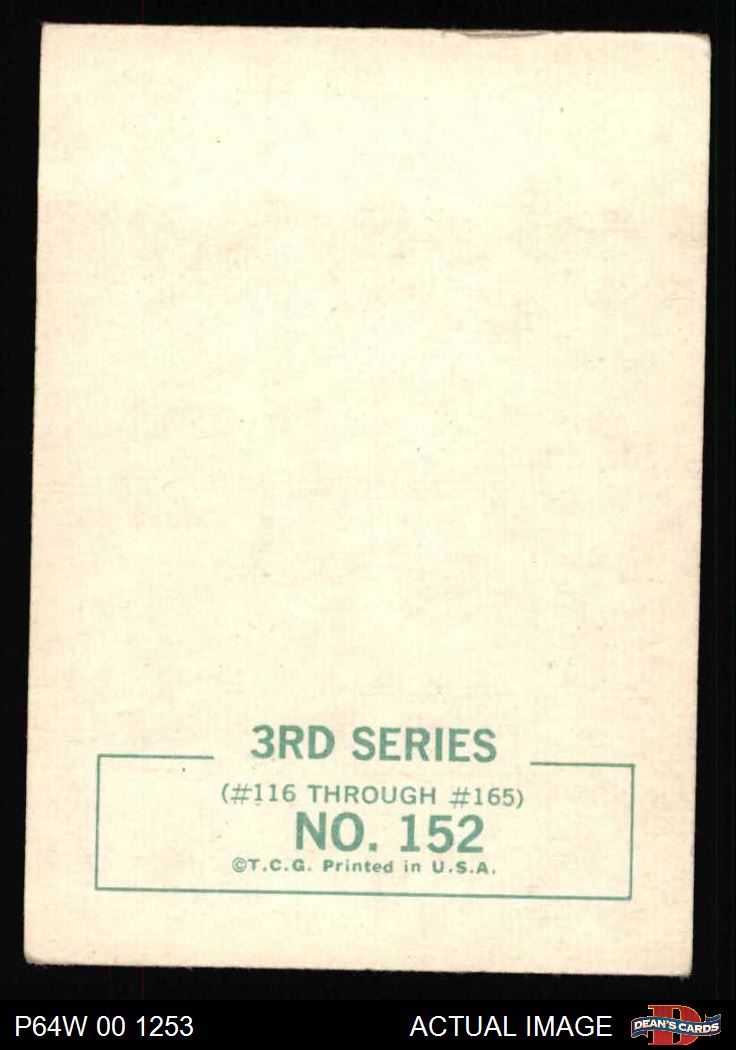 3RD SERIES
(#116 THROUGH #165)
NO. 152
©T.C.G. Printed in U.S.A.
P64W 00 1253
ACTUAL IMAGE
DEAN'S CARDS